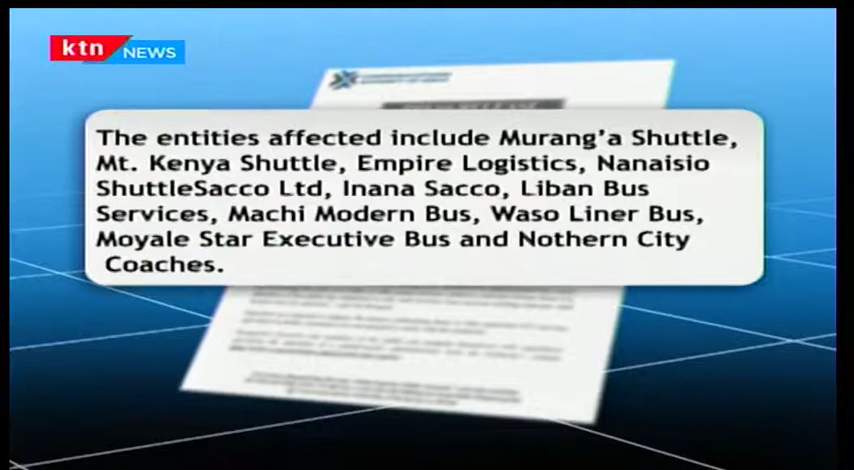 ktn NEWS
The entities affected include Murang'a Shuttle,
Mt. Kenya Shuttle, Empire Logistics, Nanaisio
ShuttleSacco Ltd, Inana Sacco, Liban Bus
Services, Machi Modern Bus, Waso Liner Bus,
Moyale Star Executive Bus and Nothern City
Coaches.